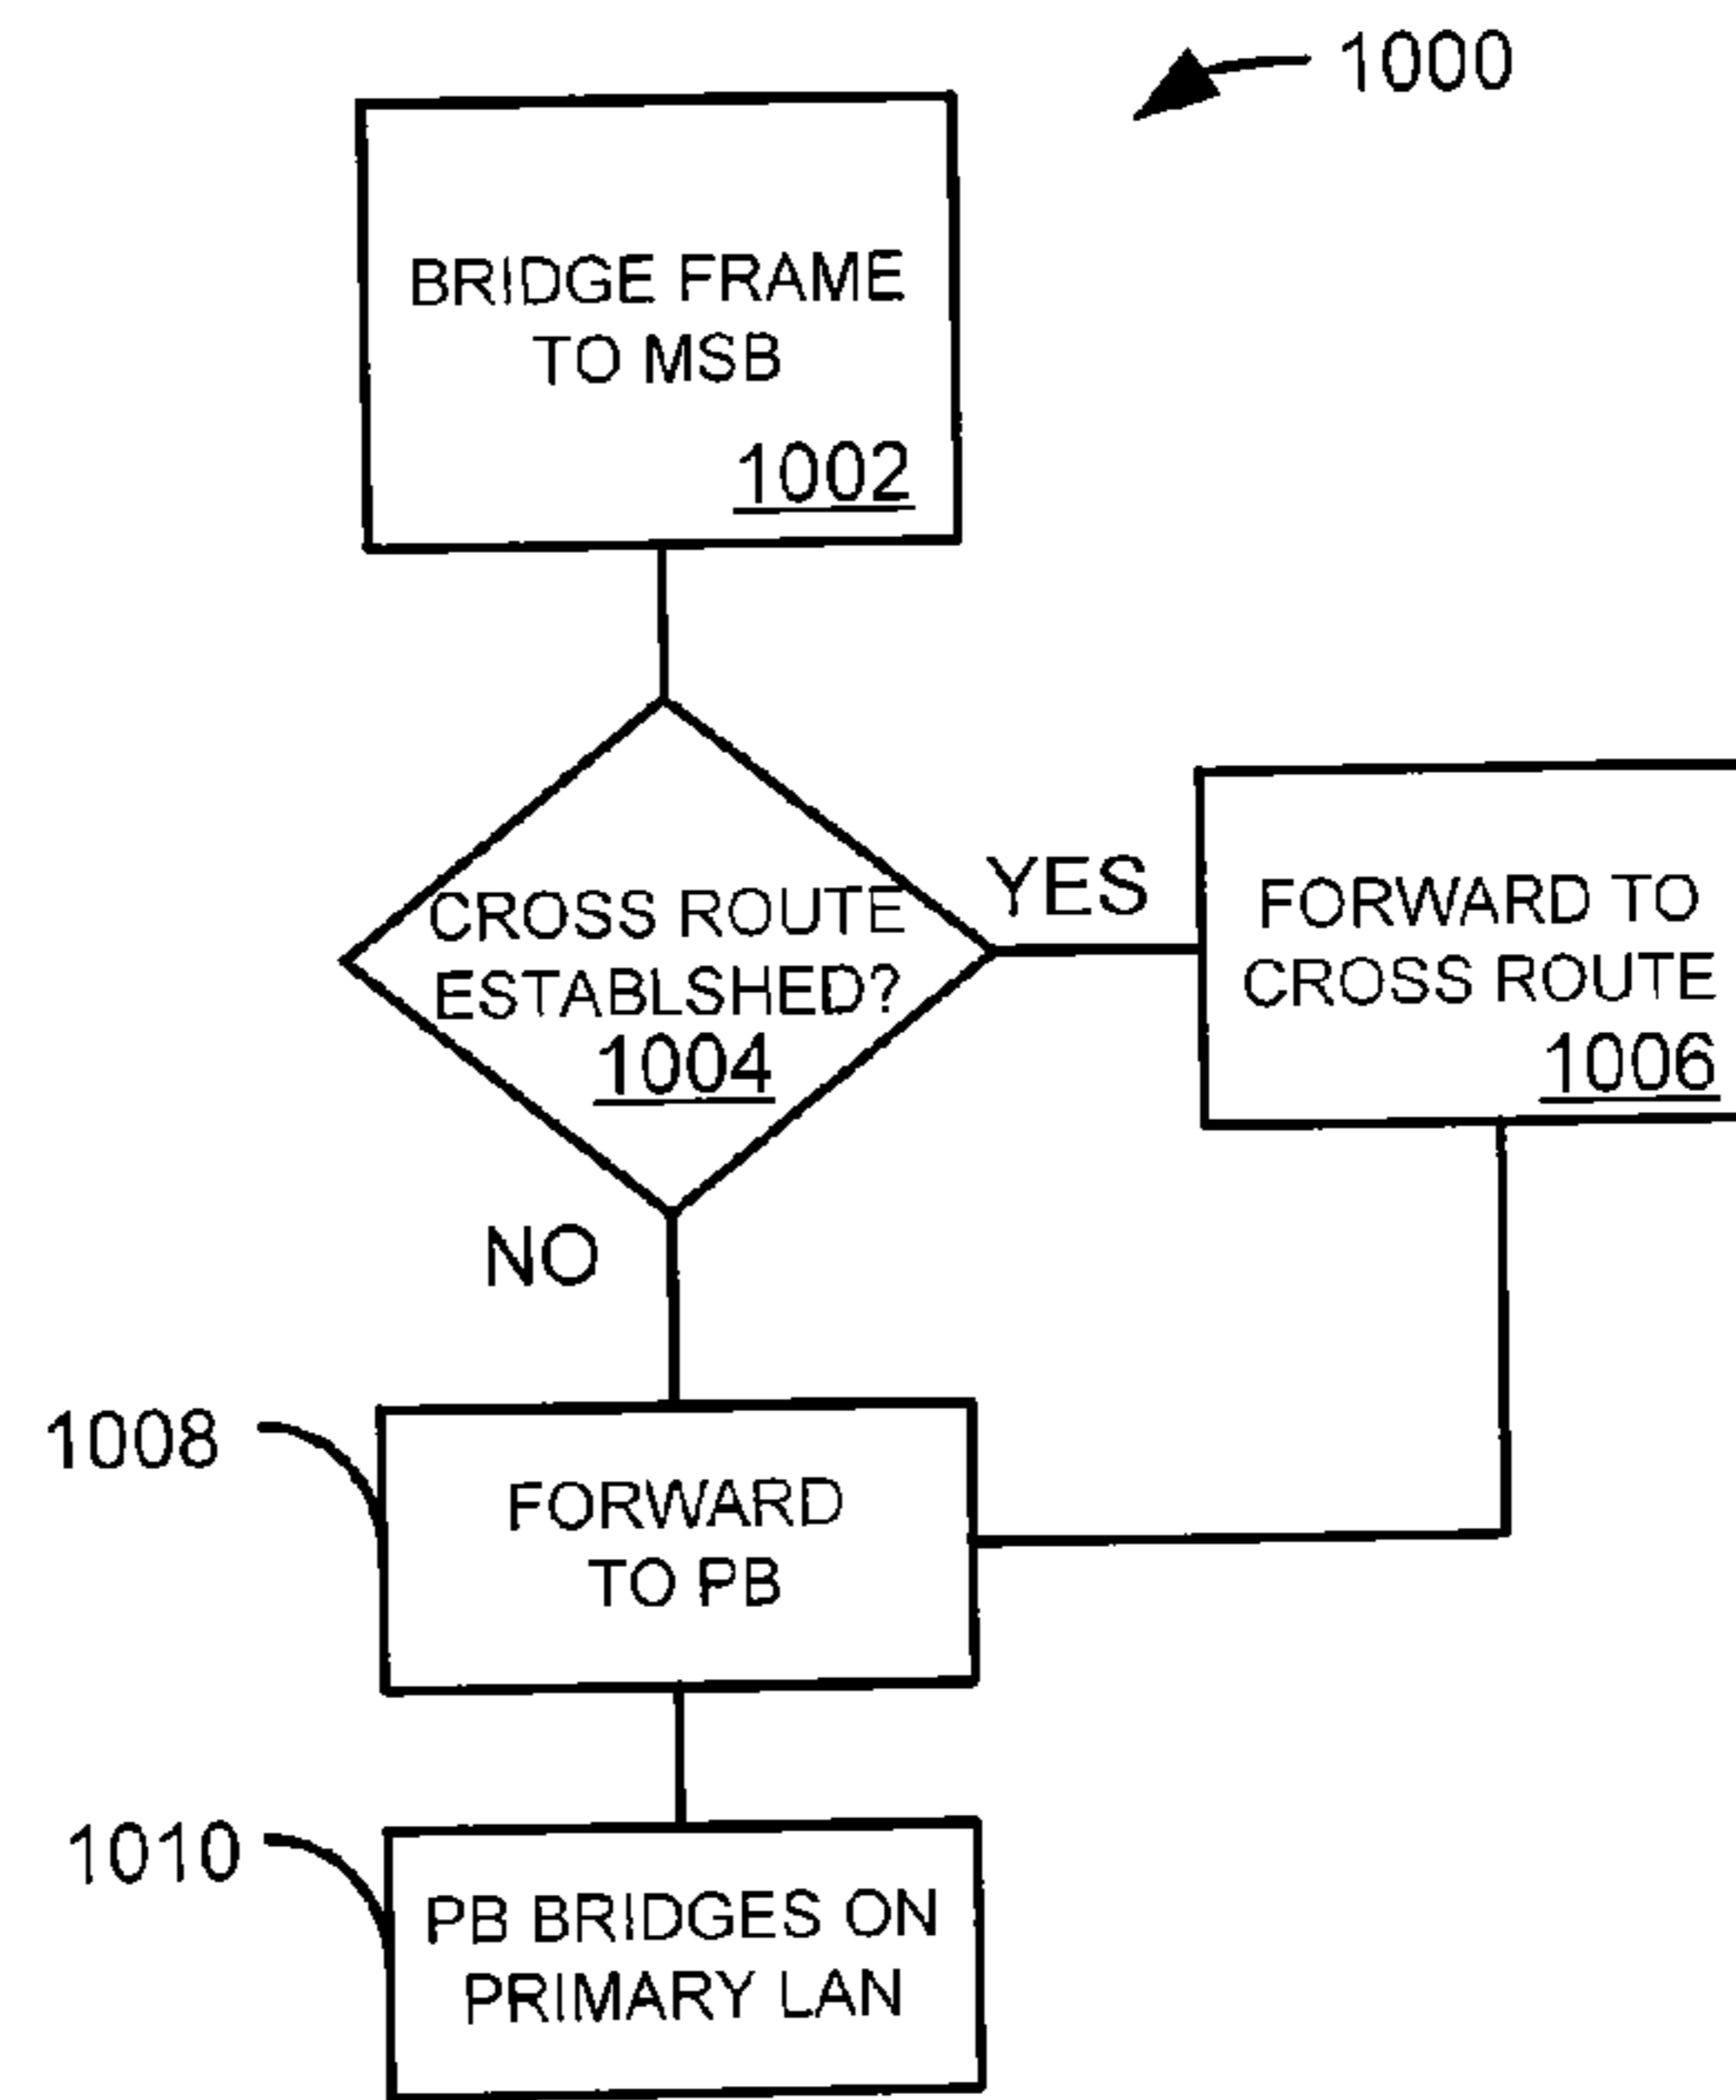 1000
BRIDGE FRAME
TO MSB
1002
CROSS ROUTE
ESTABLSHED?
1004
YES
FORWARD TO
CROSS ROUTE
1006
NO
1008
FORWARD
TO PB
1010
PB BRIDGES ON
PRIMARY LAN